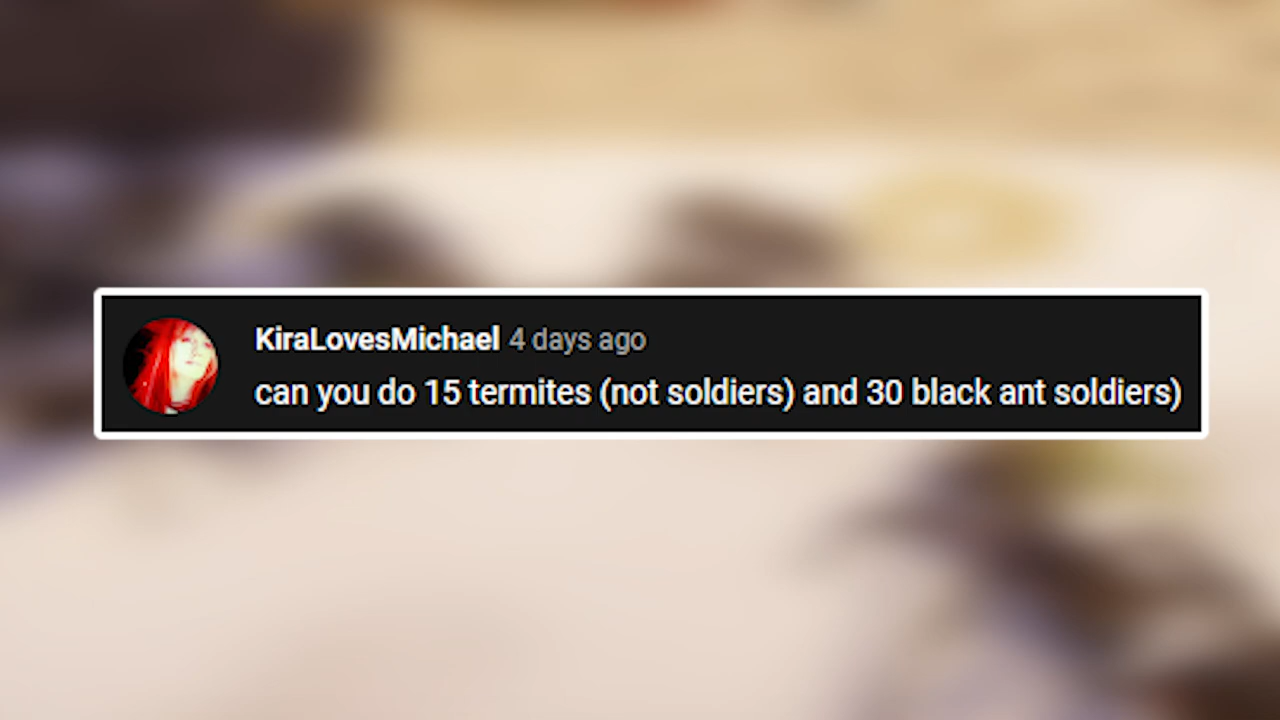 KiraLovesMichael 4 days ago
can you do 15 termites (not soldiers) and 30 black ant soldiers)